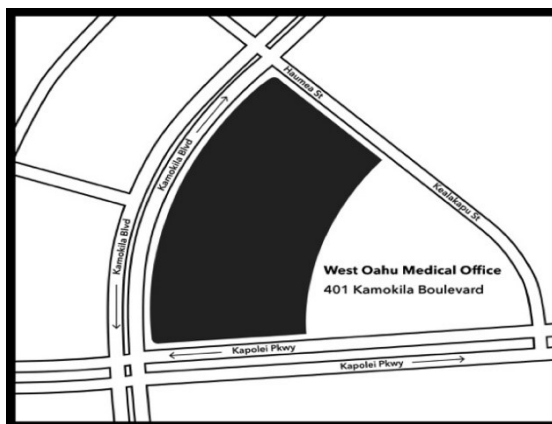 Haumea St
Kamokila Blvd
Kealakapu St
Kamokila Blvd
West Oahu Medical Office
401 Kamokila Boulevard
Kapolei Pkwy
Kapolei Pkwy